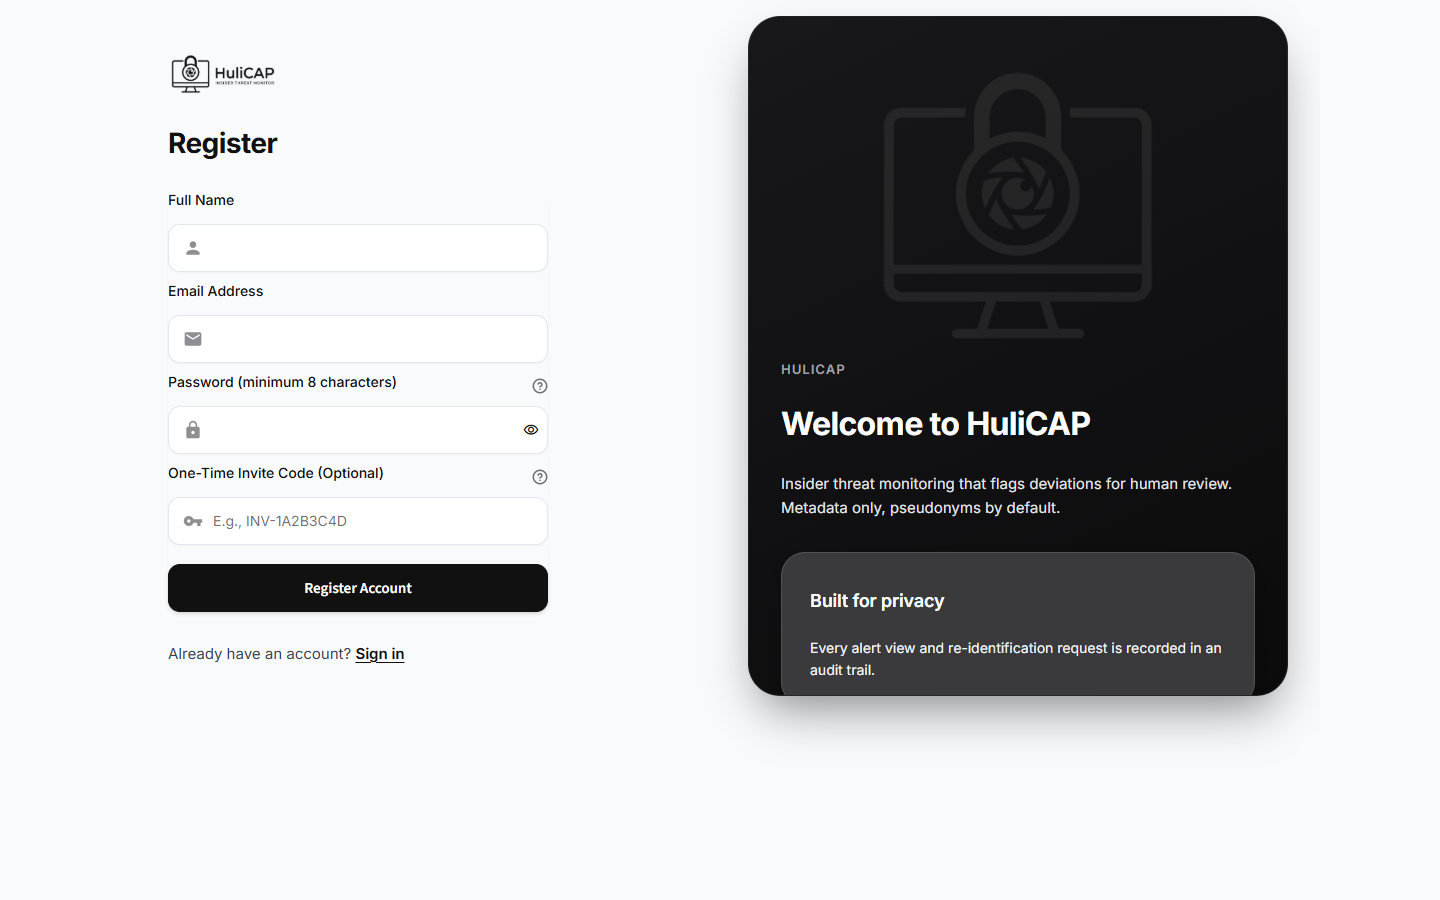 HuliCAP
INSIDER THREAT MONITOR
Register
Full Name
Email Address
Password (minimum 8 characters)
One-Time Invite Code (Optional)
E.g., INV-1A2B3C4D
Register Account
Already have an account? Sign in
HULICAP
Welcome to HuliCAP
Insider threat monitoring that flags deviations for human review.
Metadata only, pseudonyms by default.
Built for privacy
Every alert view and re-identification request is recorded in an
audit trail.